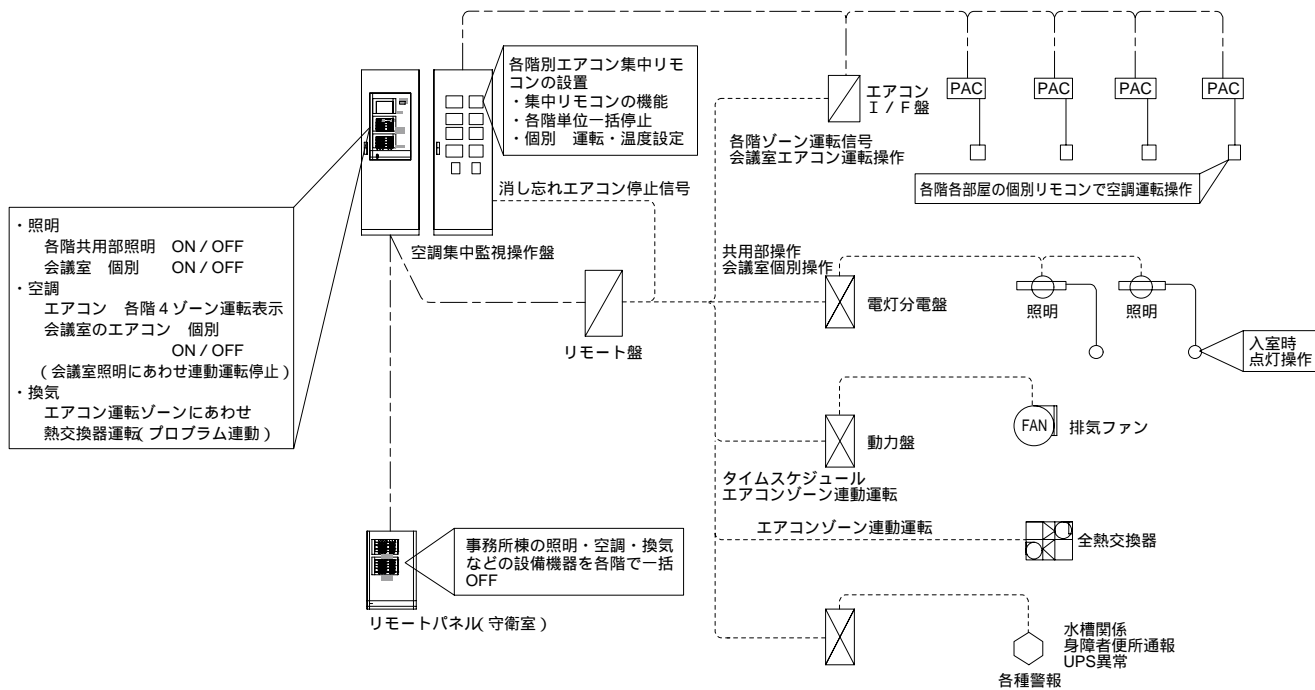 各階別エアコン集中リモ
コンの設置
・集中リモコンの機能
・各階単位一括停止
・個別　運転・温度設定
エアコン
I / F 盤
PAC
PAC
PAC
PAC
各階ゾーン運転信号
会議室エアコン運転操作
各階各部屋の個別リモコンで空調運転操作
消し忘れエアコン停止信号
空調集中監視操作盤
・照明
各階共用部照明　ON / OFF
会議室　個別　ON / OFF
・空調
エアコン　各階４ゾーン運転表示
会議室のエアコン　個別
ON / OFF
(会議室照明にあわせ連動運転停止)
・換気
エアコン運転ゾーンにあわせ
熱交換器運転(プログラム連動)
リモート盤
共用部操作
会議室個別操作
電灯分電盤
照明
照明
入室時
点灯操作
動力盤
FAN
排気ファン
タイムスケジュール
エアコンゾーン連動運転
エアコンゾーン連動運転
全熱交換器
事務所棟の照明・空調・換気
などの設備機器を各階で一括
OFF
リモートパネル(守衛室)
水槽関係
身障者便所通報
UPS異常
各種警報